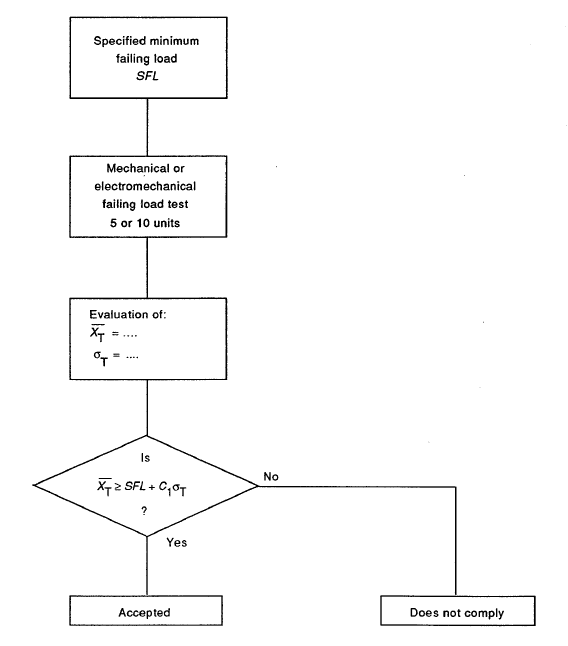 Specified minimum
failing load
SFL
Mechanical or
electromechanical
failing load test
5 or 10 units
Evaluation of:
X̅T = ....
σT = ....
Is
X̅T ≥ SFL + C1σT
?
No
Yes
Accepted
Does not comply